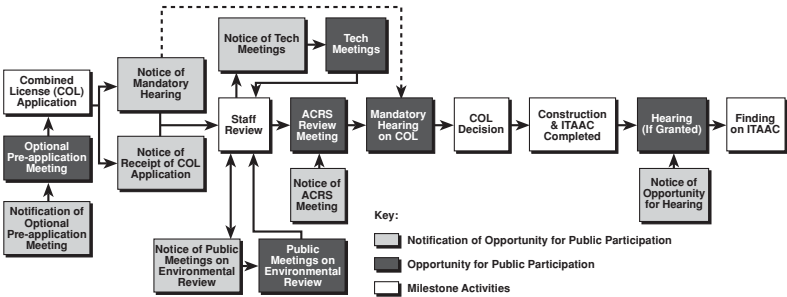 Notice of Tech
Meetings
Tech
Meetings
Combined
License (COL)
Application
Notice of
Mandatory
Hearing
Optional
Pre-application
Meeting
Notice of
Receipt of COL
Application
Notification of
Optional
Pre-application
Meeting
Staff
Review
ACRS
Review
Meeting
Mandatory
Hearing
on COL
COL
Decision
Construction
& ITAAC
Completed
Hearing
(If Granted)
Finding
on ITAAC
Notice of
ACRS
Meeting
Notice of
Opportunity
for Hearing
Notice of Public
Meetings on
Environmental
Review
Public
Meetings on
Environmental
Review
Key:
Notification of Opportunity for Public Participation
Opportunity for Public Participation
Milestone Activities